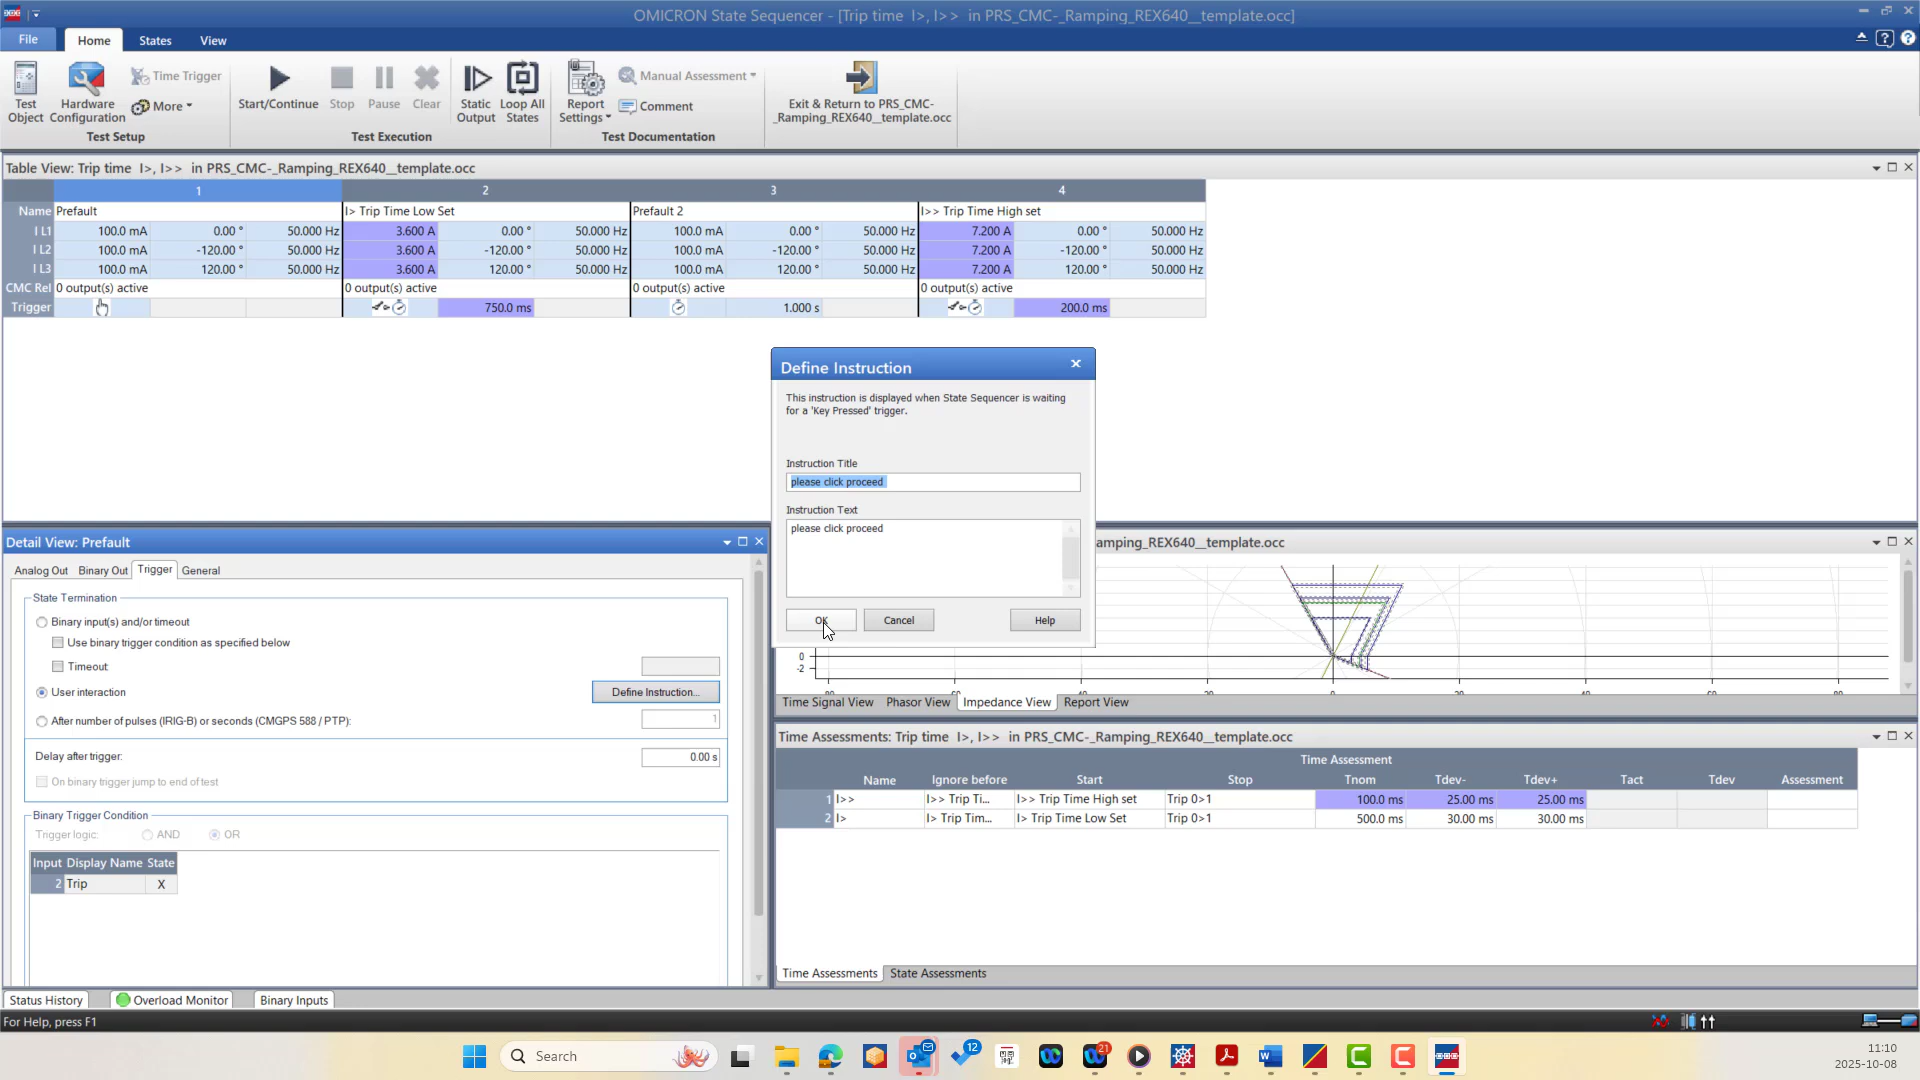 OMICRON State Sequencer - [Trip time I>, I>> in PRS_CMC-_Ramping_REX640__template.occ]
File
Home
States
View
Test Object
Hardware Configuration
Time Trigger
More
Start/Continue
Stop
Pause
Clear
Static Output
Loop All States
Report Settings
Manual Assessment
Comment
Exit & Return to PRS_CMC-_Ramping_REX640__template.occ
Test Setup
Test Execution
Test Documentation
Table View: Trip time I>, I>> in PRS_CMC-_Ramping_REX640__template.occ
1 2 3 4
Name Prefault I> Trip Time Low Set Prefault 2 I>> Trip Time High set
I L1 100.0 mA 0.00 ° 50.000 Hz 3.600 A 0.00 ° 50.000 Hz 100.0 mA 0.00 ° 50.000 Hz 7.200 A 0.00 ° 50.000 Hz
I L2 100.0 mA -120.00 ° 50.000 Hz 3.600 A -120.00 ° 50.000 Hz 100.0 mA -120.00 ° 50.000 Hz 7.200 A -120.00 ° 50.000 Hz
I L3 100.0 mA 120.00 ° 50.000 Hz 3.600 A 120.00 ° 50.000 Hz 100.0 mA 120.00 ° 50.000 Hz 7.200 A 120.00 ° 50.000 Hz
CMC Rel 0 output(s) active 0 output(s) active 0 output(s) active 0 output(s) active
Trigger 750.0 ms 1.000 s 200.0 ms
Define Instruction
This instruction is displayed when State Sequencer is waiting
for a 'Key Pressed' trigger.
Instruction Title
please click proceed
Instruction Text
please click proceed
OK
Cancel
Help
Detail View: Prefault
Analog Out
Binary Out
Trigger
General
State Termination
Binary input(s) and/or timeout
Use binary trigger condition as specified below
Timeout
User interaction
Define Instruction...
After number of pulses (IRIG-B) or seconds (CMGPS 588 / PTP):
1
Delay after trigger:
0.00 s
On binary trigger jump to end of test
Binary Trigger Condition
Trigger logic:
AND
OR
Input Display Name State
2 Trip X
amping_REX640__template.occ
0
-2
Time Signal View
Phasor View
Impedance View
Report View
Time Assessments: Trip time I>, I>> in PRS_CMC-_Ramping_REX640__template.occ
Time Assessment
Name Ignore before Start Stop Tnom Tdev- Tdev+ Tact Tdev Assessment
1 I>> I>> Trip Ti... I>> Trip Time High set Trip 0>1 100.0 ms 25.00 ms 25.00 ms
2 I> I> Trip Tim... I> Trip Time Low Set Trip 0>1 500.0 ms 30.00 ms 30.00 ms
Time Assessments
State Assessments
Status History
Overload Monitor
Binary Inputs
For Help, press F1
Search
12
21
11:10
2025-10-08